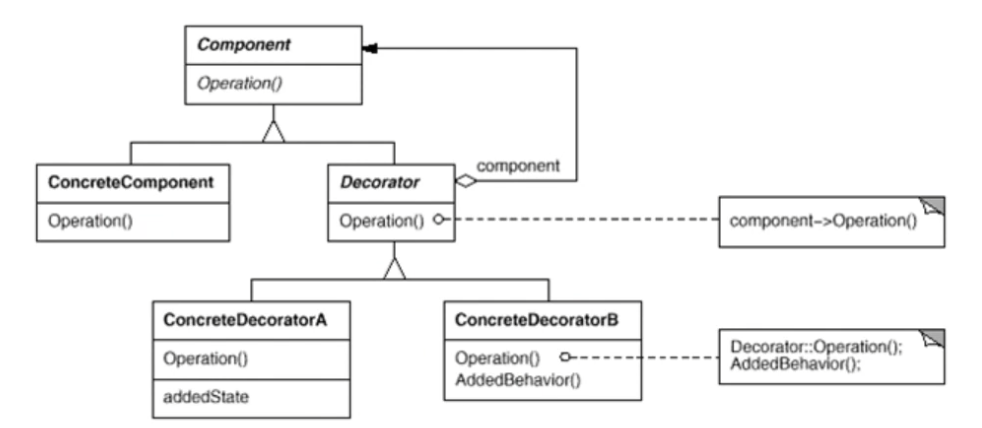 Component
Operation()
component
ConcreteComponent
Operation()
Decorator
Operation()
component->Operation()
ConcreteDecoratorA
Operation()
addedState
ConcreteDecoratorB
Operation()
AddedBehavior()
Decorator::Operation();
AddedBehavior();